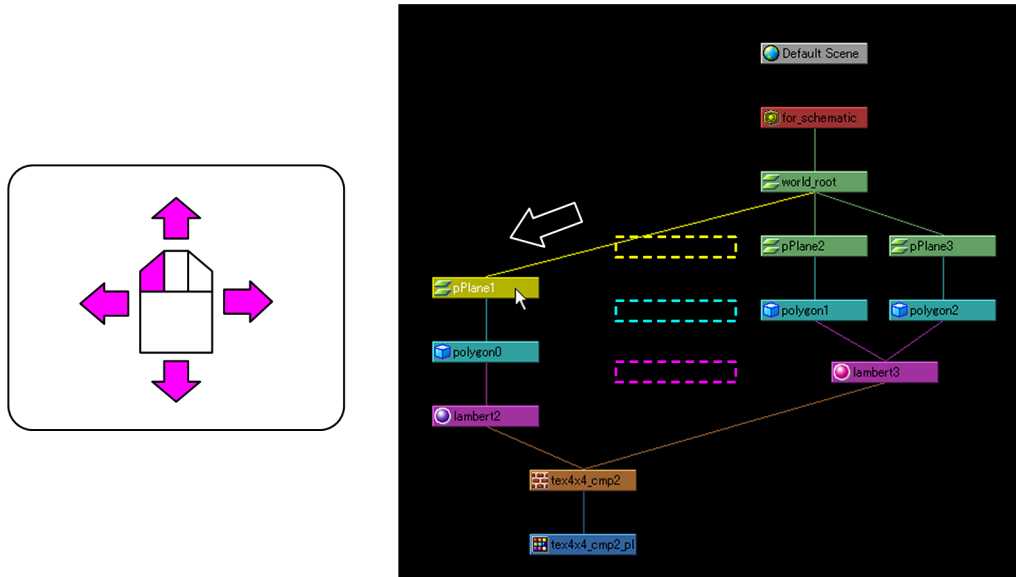 Default Scene
for_schematic
world_root
pPlane2
pPlane3
pPlane1
polygon1
polygon2
polygon0
lambert3
lambert2
tex4x4_cmp2
tex4x4_cmp2_pl